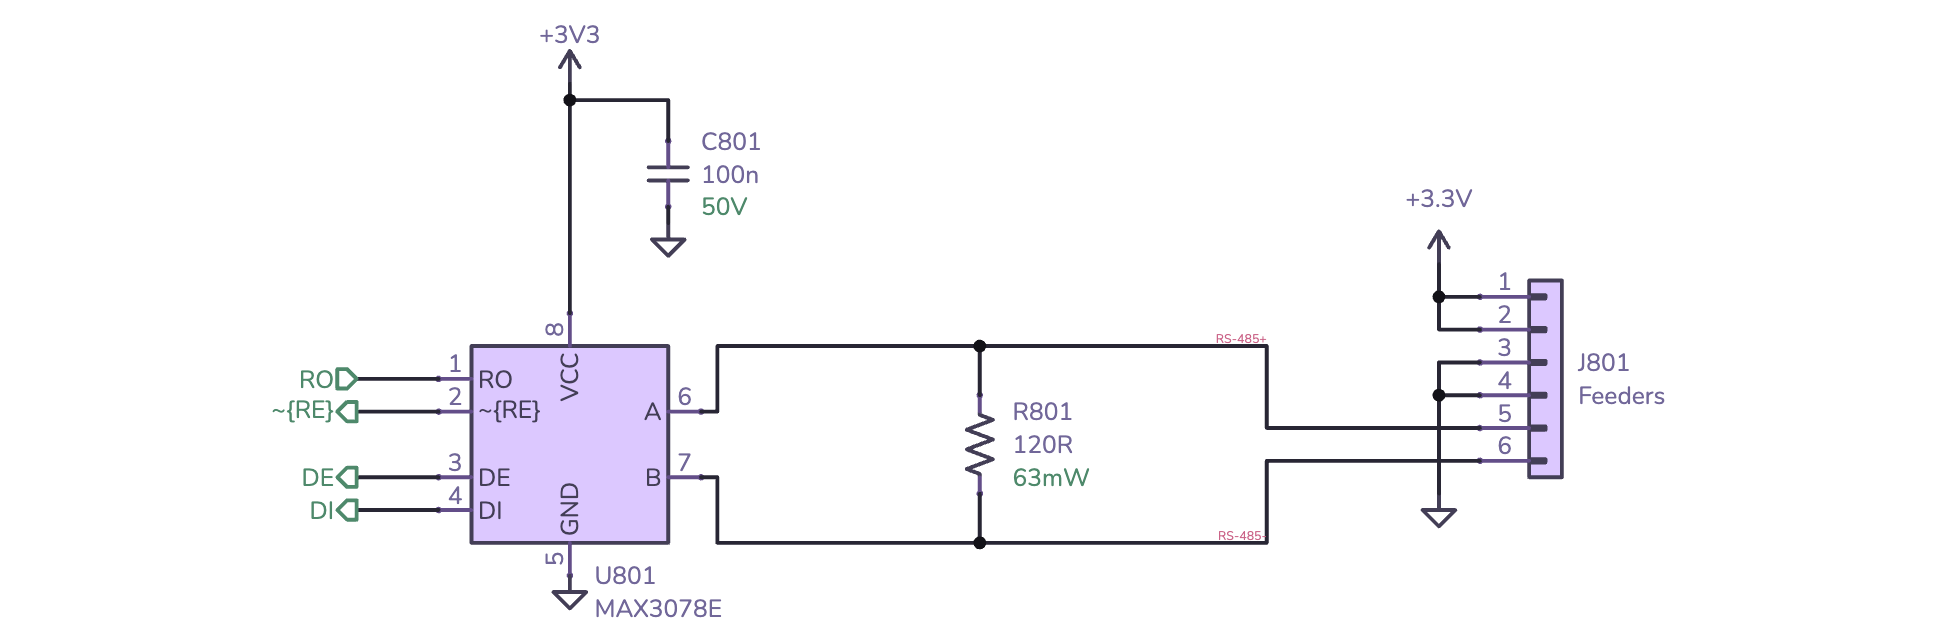 +3V3
C801
100n
50V
+3.3V
8
VCC
RO
1
RO
~{RE}
2
~{RE}
DE
3
DE
DI
4
DI
A
6
B
7
GND
5
U801
MAX3078E
RS-485+
R801
120R
63mW
RS-485-
1
2
3
4
5
6
J801
Feeders